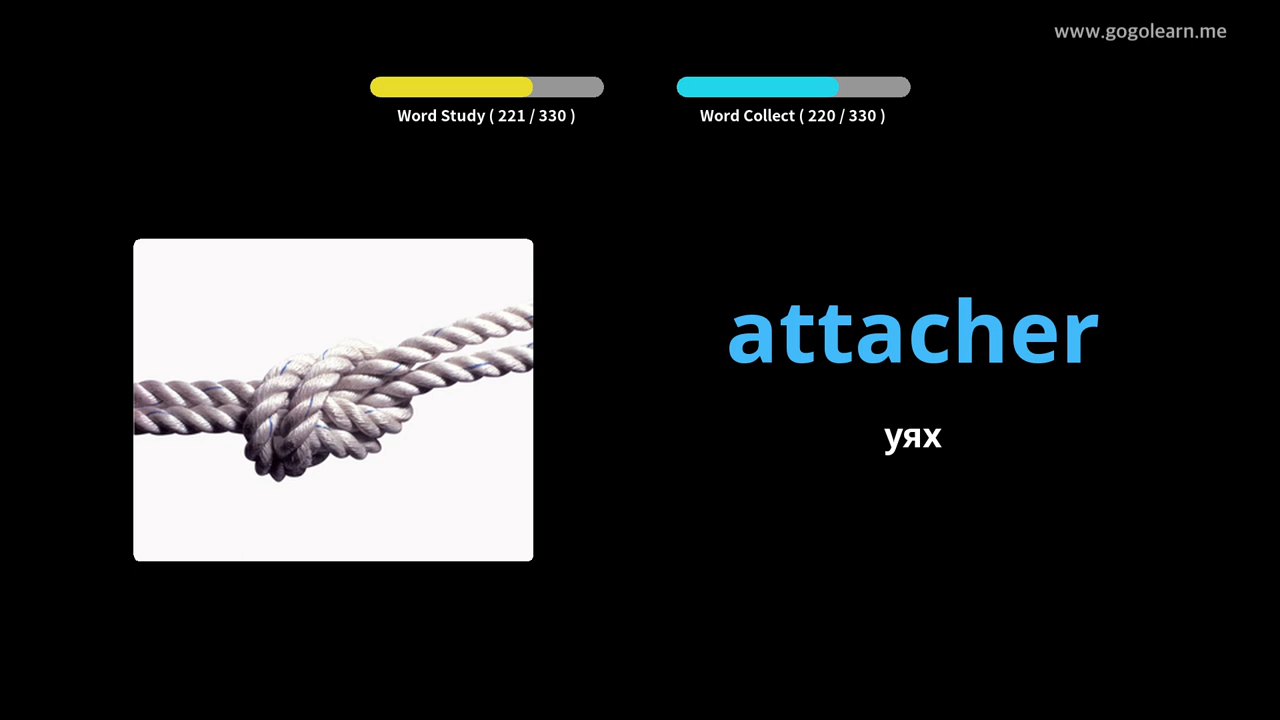 www.gogolearn.me
Word Study ( 221 / 330 )
Word Collect ( 220 / 330 )
attacher
уях